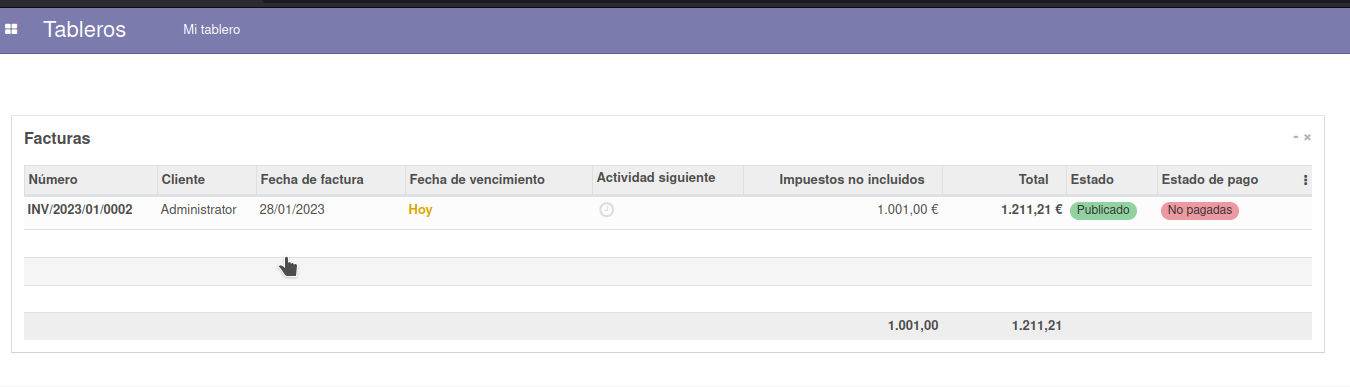 Tableros Mi tablero
Facturas
Número Cliente Fecha de factura Fecha de vencimiento Actividad siguiente Impuestos no incluidos Total Estado Estado de pago
INV/2023/01/0002 Administrator 28/01/2023 Hoy 1.001,00 € 1.211,21 € Publicado No pagadas
1.001,00 1.211,21